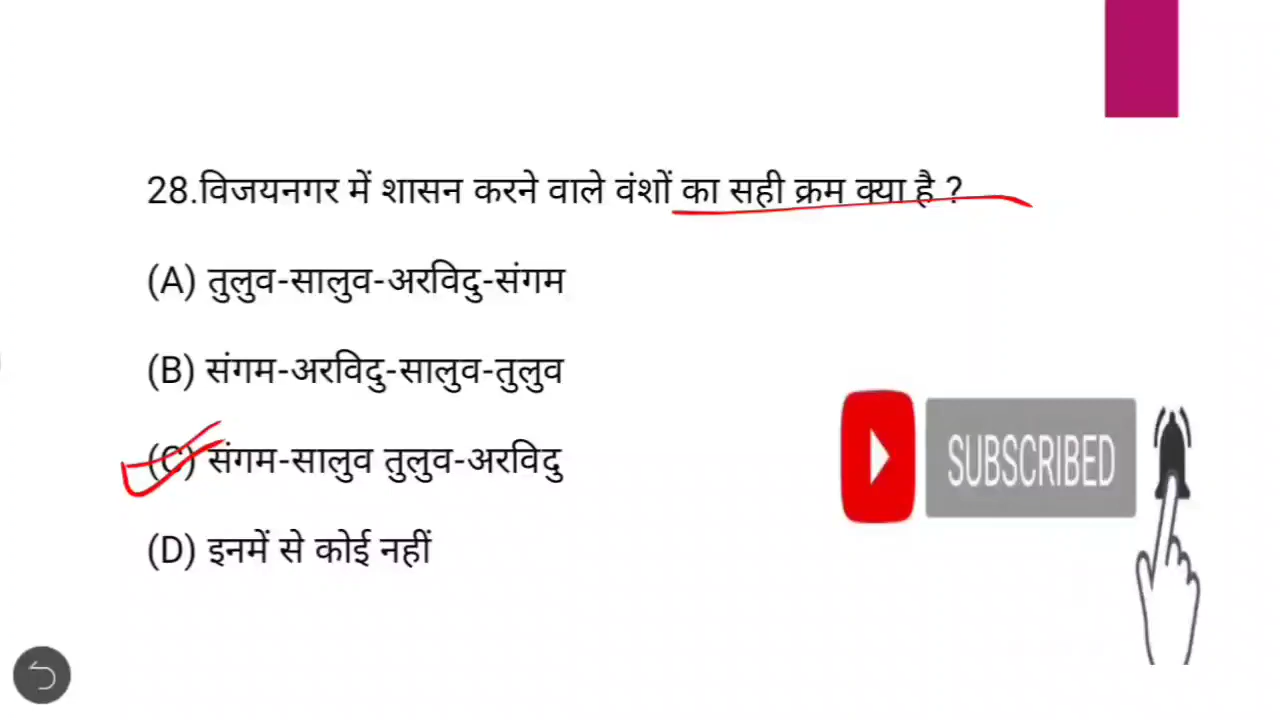 28.विजयनगर में शासन करने वाले वंशों का सही क्रम क्या है ?
(A) तुलुव-सालुव-अरविदु-संगम
(B) संगम-अरविदु-सालुव-तुलुव
(C) संगम-सालुव तुलुव-अरविदु
SUBSCRIBED
(D) इनमें से कोई नहीं